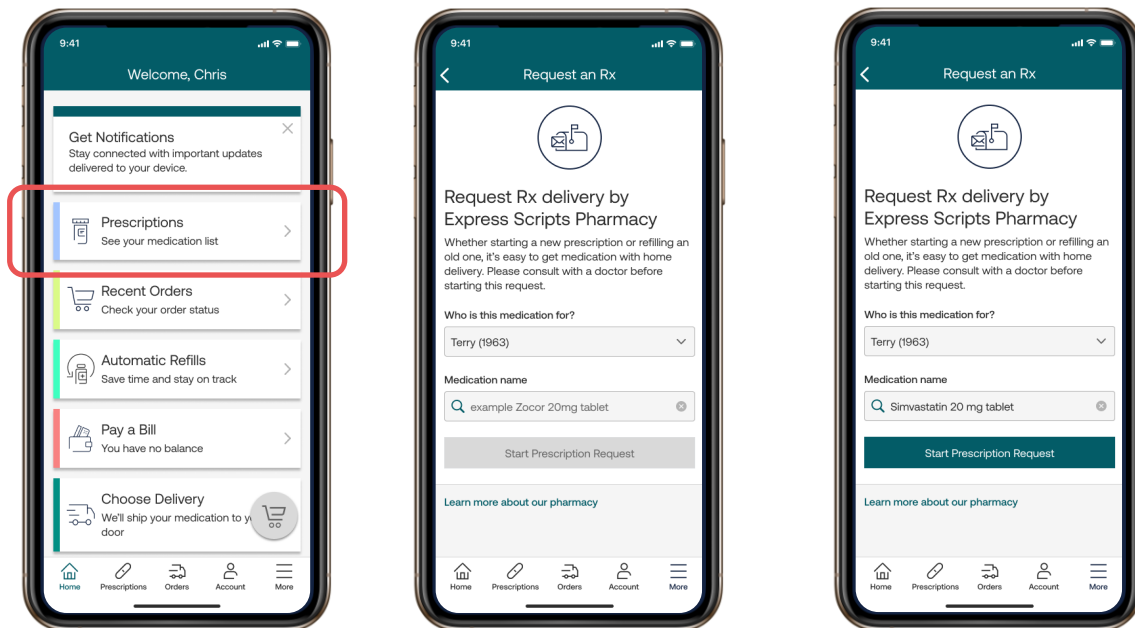 9:41
Welcome, Chris
Get Notifications
Stay connected with important updates
delivered to your device.
Prescriptions
See your medication list
Recent Orders
Check your order status
Automatic Refills
Save time and stay on track
Pay a Bill
You have no balance
Choose Delivery
We'll ship your medication to
door
Home Prescriptions Orders Account More
9:41
Request an Rx
Request Rx delivery by
Express Scripts Pharmacy
Whether starting a new prescription or refilling an
old one, it's easy to get medication with home
delivery. Please consult with a doctor before
starting this request.
Who is this medication for?
Terry (1963)
Medication name
example Zocor 20mg tablet
Start Prescription Request
Learn more about our pharmacy
Home Prescriptions Orders Account More
9:41
Request an Rx
Request Rx delivery by
Express Scripts Pharmacy
Whether starting a new prescription or refilling an
old one, it's easy to get medication with home
delivery. Please consult with a doctor before
starting this request.
Who is this medication for?
Terry (1963)
Medication name
Simvastatin 20 mg tablet
Start Prescription Request
Learn more about our pharmacy
Home Prescriptions Orders Account More